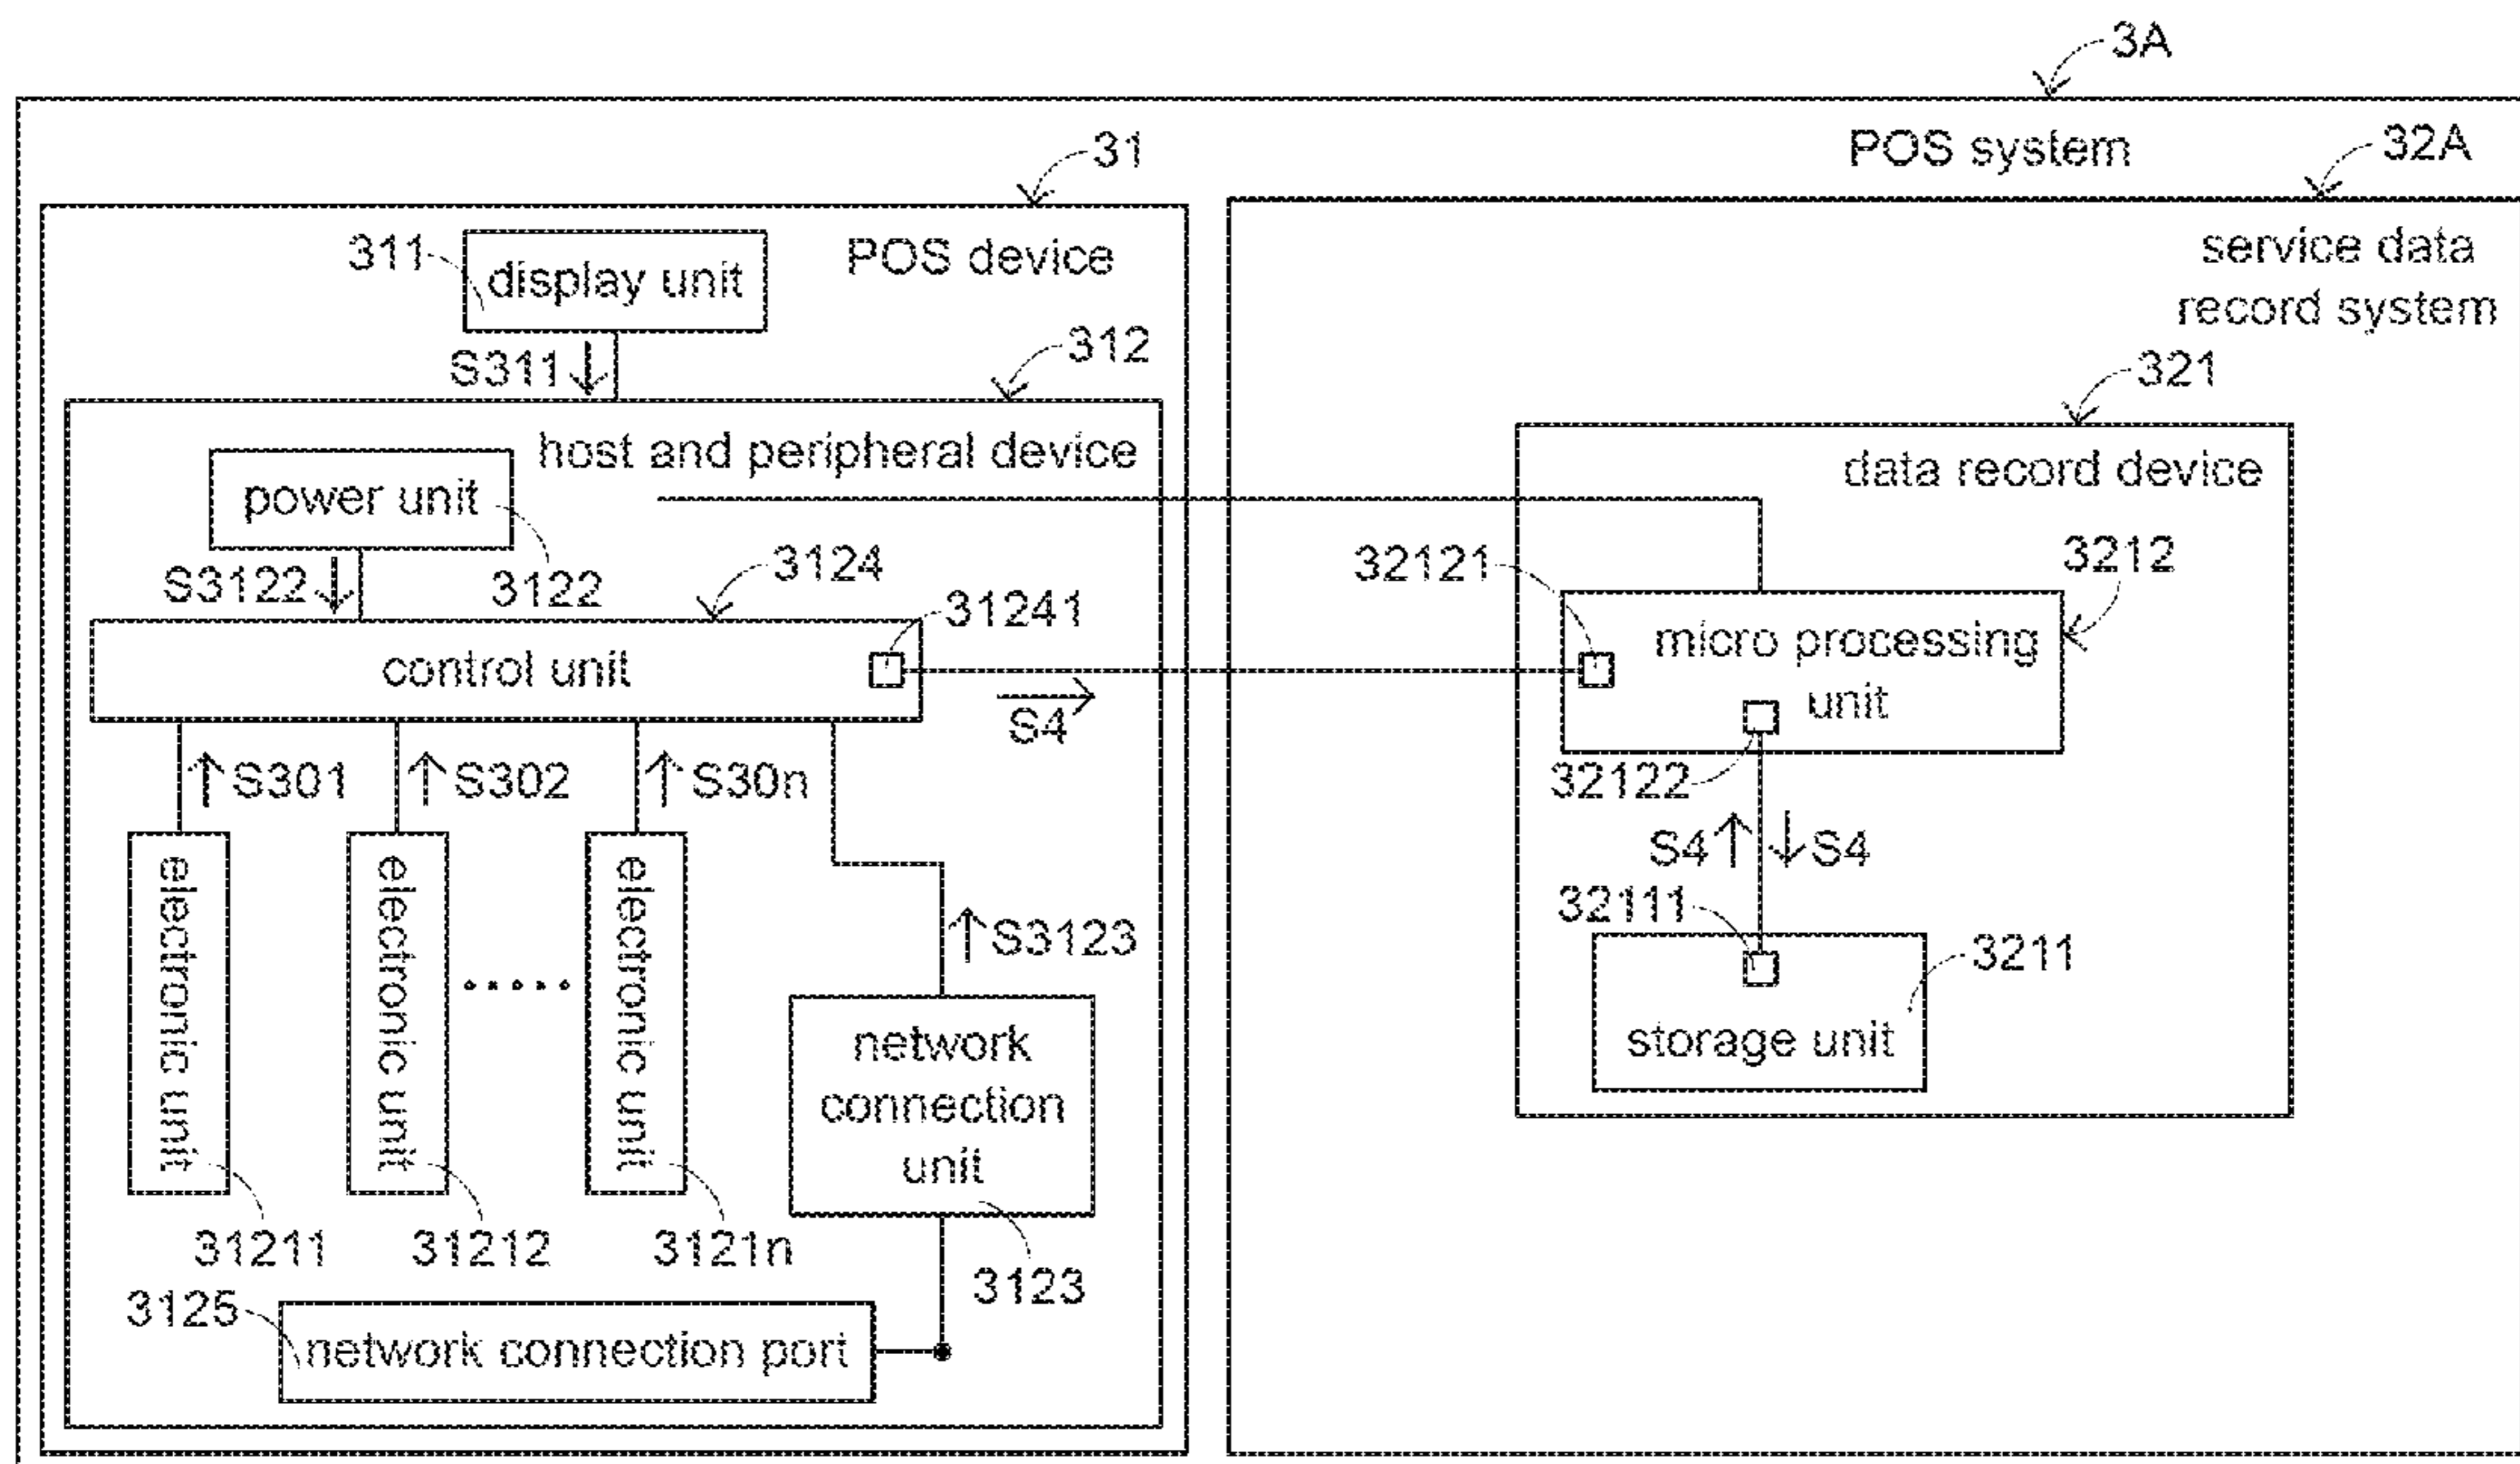 3A
POS system
32A
31
service data
record system
311
display unit
POS device
S311
312
321
host and peripheral device
data record device
power unit
S3122
3122
3124
31241
32121
3212
control unit
micro processing
unit
S4
S301
S302
S30n
32122
S4
S4
32111
electronic unit
electronic unit
.....
electronic unit
S3123
3211
storage unit
network
connection
unit
31211
31212
3121n
3123
3125
network connection port